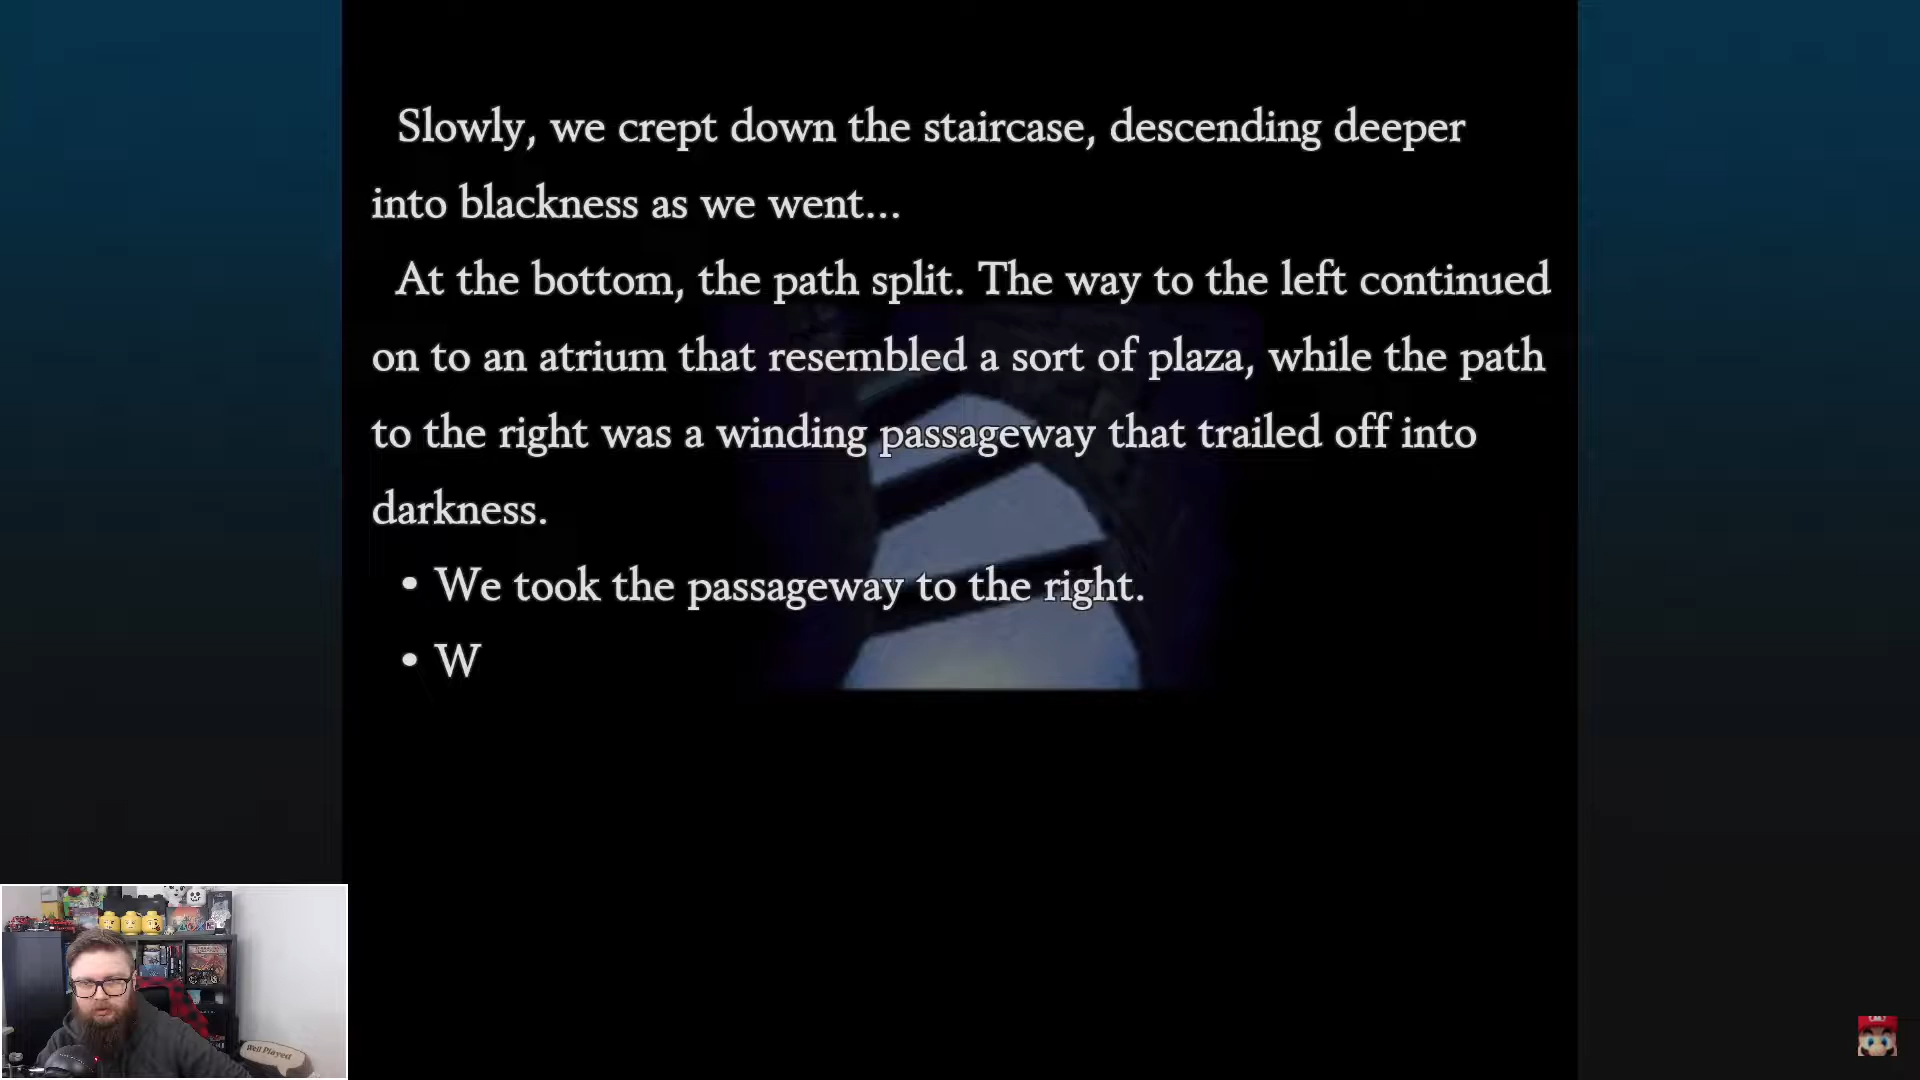 Slowly, we crept down the staircase, descending deeper
into blackness as we went...
At the bottom, the path split. The way to the left continued
on to an atrium that resembled a sort of plaza, while the path
to the right was a winding passageway that trailed off into
darkness.
• We took the passageway to the right.
• W
Well Played
M